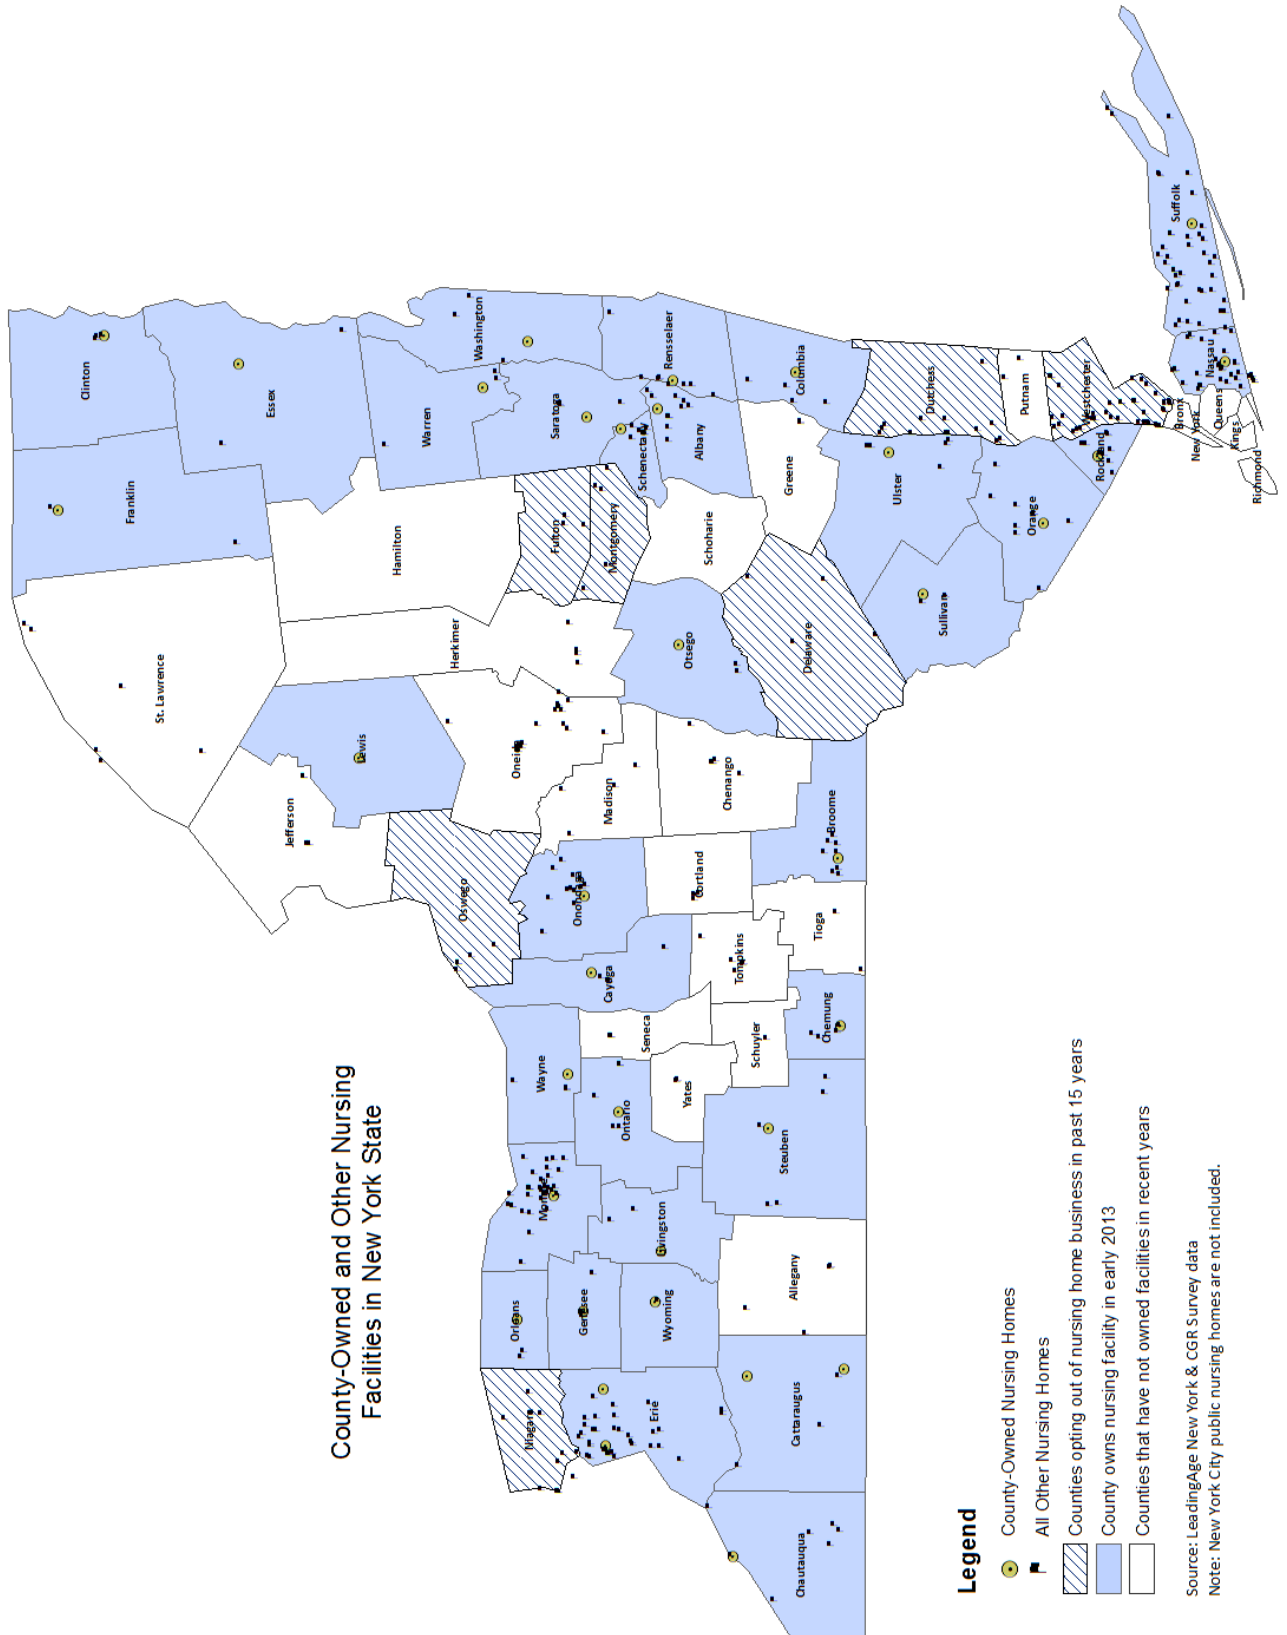 County-Owned and Other Nursing
Facilities in New York State
Clinton
Franklin
Essex
St. Lawrence
Jefferson
Lewis
Hamilton
Warren
Washington
Herkimer
Oneida
Oswego
Fulton
Saratoga
Montgomery
Schenectady
Rensselaer
Albany
Schoharie
Otsego
Madison
Onondaga
Cayuga
Wayne
Monroe
Orleans
Niagara
Genesee
Erie
Wyoming
Livingston
Ontario
Seneca
Yates
Schuyler
Tompkins
Cortland
Chenango
Columbia
Greene
Delaware
Ulster
Dutchess
Sullivan
Orange
Putnam
Westchester
Rockland
Bronx
New York
Queens
Kings
Richmond
Nassau
Suffolk
Broome
Tioga
Chemung
Steuben
Allegany
Cattaraugus
Chautauqua
Legend
County-Owned Nursing Homes
All Other Nursing Homes
Counties opting out of nursing home business in past 15 years
County owns nursing facility in early 2013
Counties that have not owned facilities in recent years
Source: LeadingAge New York & CGR Survey data
Note: New York City public nursing homes are not included.